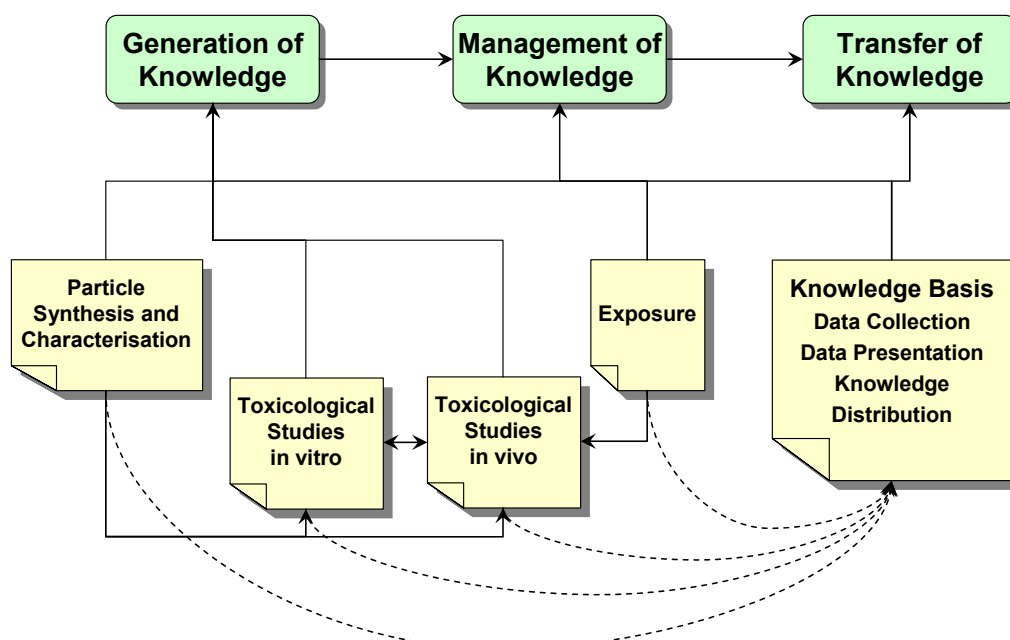 Generation of
Knowledge
Management of
Knowledge
Transfer of
Knowledge
Particle
Synthesis and
Characterisation
Toxicological
Studies
in vitro
Toxicological
Studies
in vivo
Exposure
Knowledge Basis
Data Collection
Data Presentation
Knowledge
Distribution